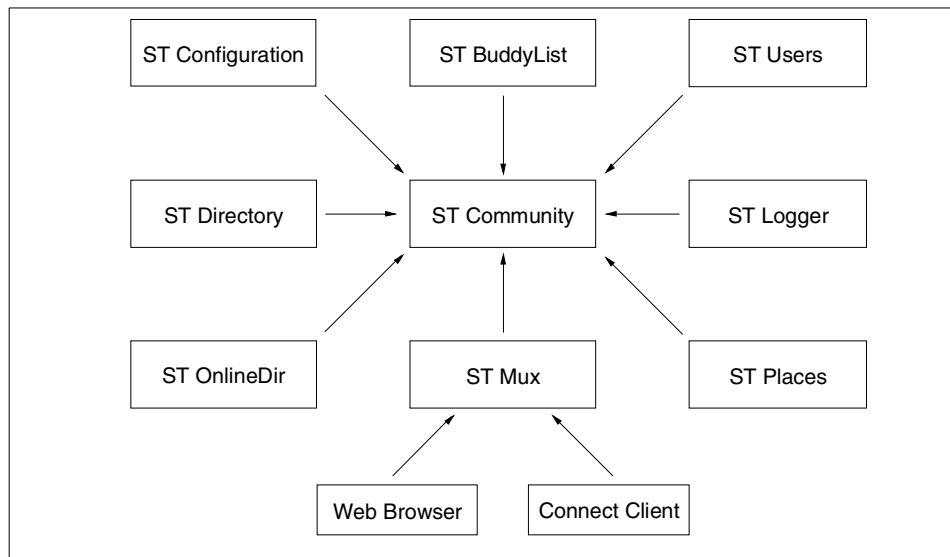 ST Configuration
ST BuddyList
ST Users
ST Directory
ST Community
ST Logger
ST OnlineDir
ST Mux
ST Places
Web Browser
Connect Client